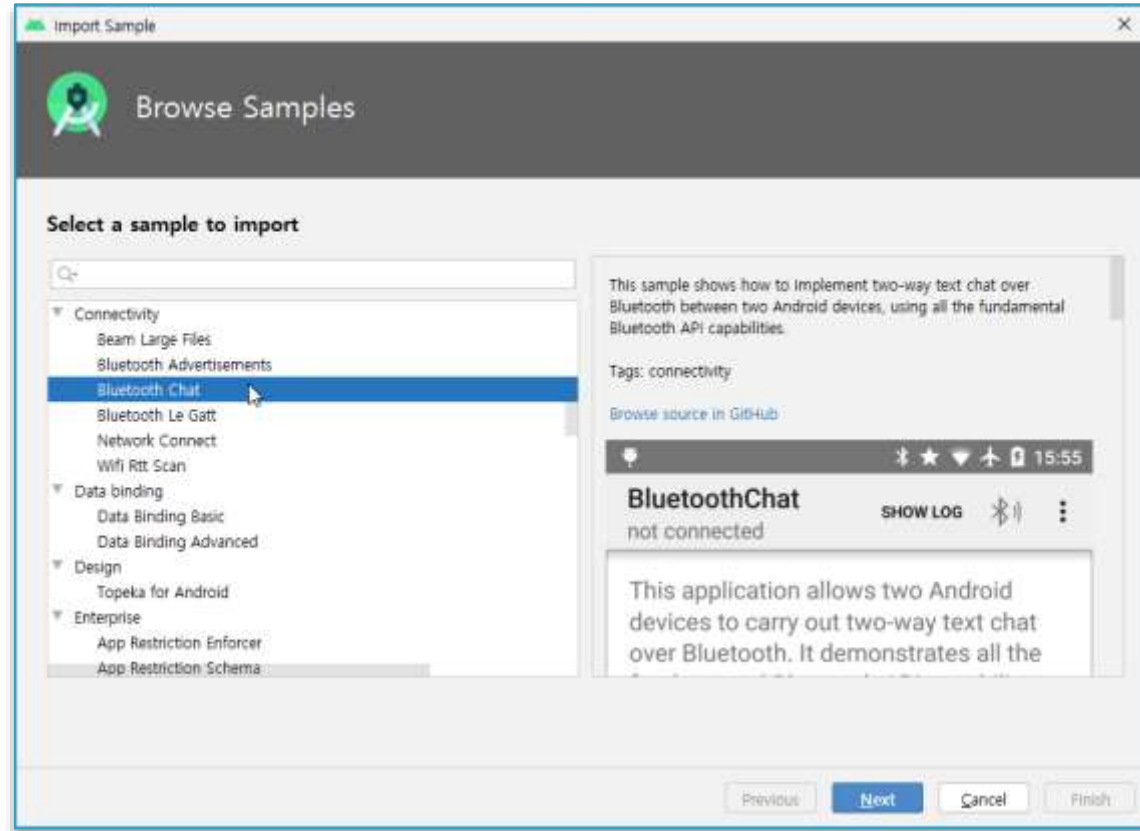 Import Sample
Browse Samples
Select a sample to import
Connectivity
Beam Large Files
Bluetooth Advertisements
Bluetooth Chat
Bluetooth Le Gatt
Network Connect
Wifi Rtt Scan
Data binding
Data Binding Basic
Data Binding Advanced
Design
Topeka for Android
Enterprise
App Restriction Enforcer
App Restriction Schema
This sample shows how to implement two-way text chat over
Bluetooth between two Android devices, using all the fundamental
Bluetooth API capabilities.
Tags: connectivity
Browse source in GitHub
15:55
BluetoothChat
not connected
SHOW LOG
This application allows two Android
devices to carry out two-way text chat
over Bluetooth. It demonstrates all the
Previous
Next
Cancel
Finish